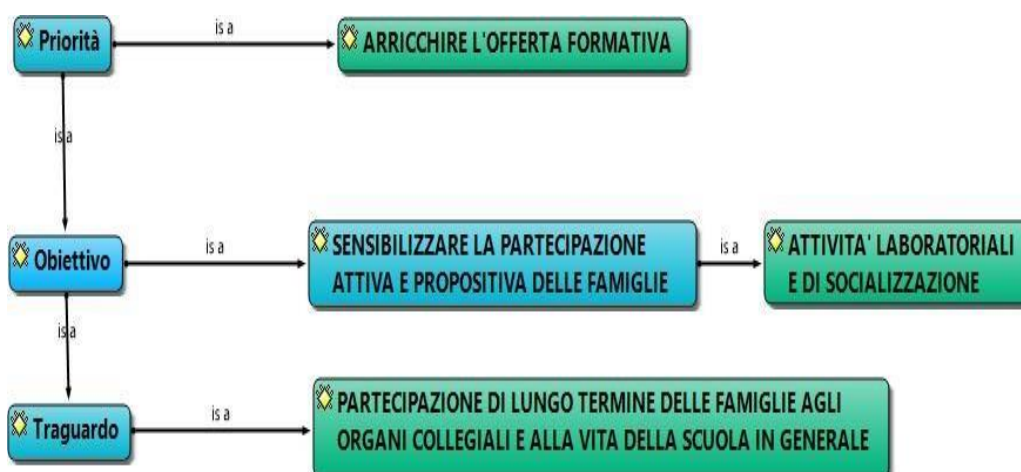 Priorità
is a
ARRICCHIRE L'OFFERTA FORMATIVA
is a
Obiettivo
is a
SENSIBILIZZARE LA PARTECIPAZIONE
ATTIVA E PROPOSITIVA DELLE FAMIGLIE
is a
ATTIVITA' LABORATORIALI
E DI SOCIALIZZAZIONE
is a
Traguardo
is a
PARTECIPAZIONE DI LUNGO TERMINE DELLE FAMIGLIE AGLI
ORGANI COLLEGIALI E ALLA VITA DELLA SCUOLA IN GENERALE